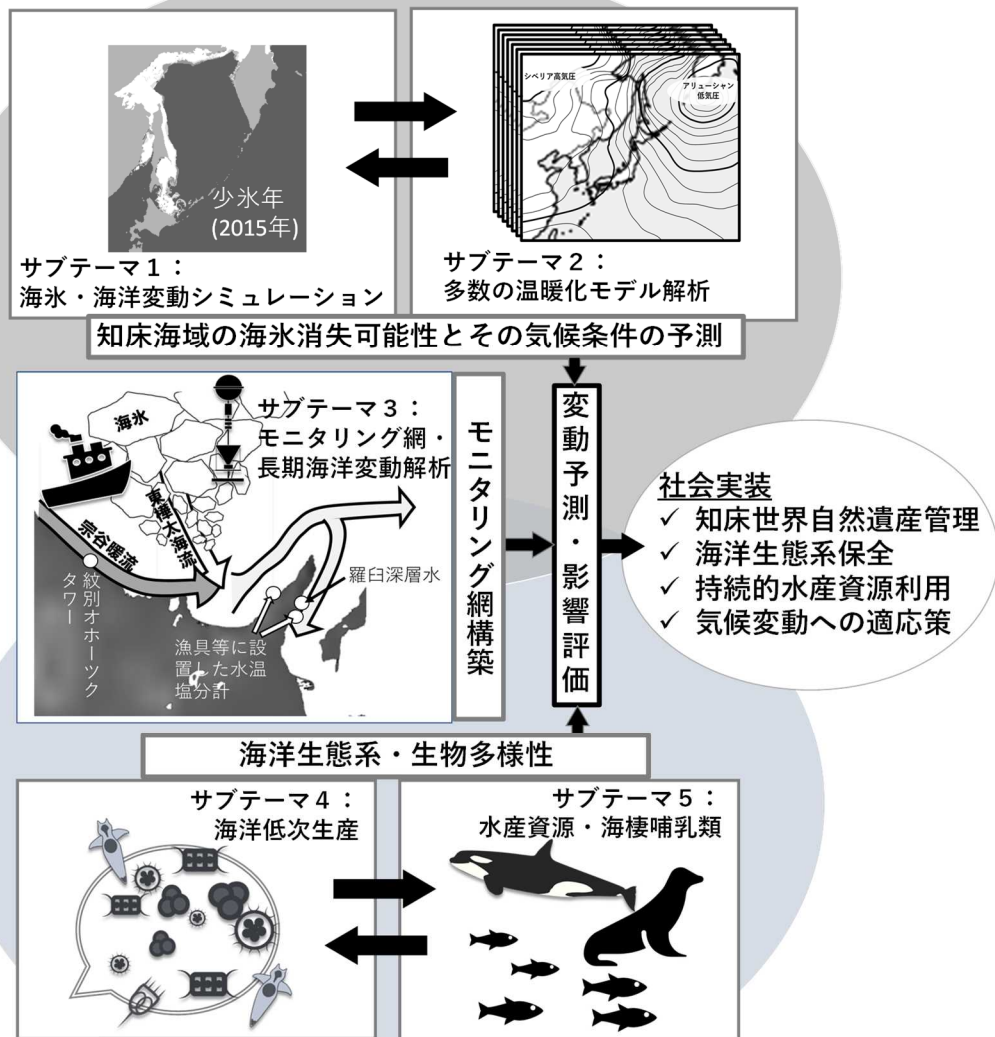 シベリア高気圧
アリューシャン
低気圧
少氷年
(2015年)
サブテーマ１：
海氷・海洋変動シミュレーション
サブテーマ２：
多数の温暖化モデル解析
知床海域の海氷消失可能性とその気候条件の予測
海氷
サブテーマ３：
モニタリング網・
長期海洋変動解析
東樺太海流
宗谷暖流
紋別オホーツク
タワー
羅臼深層水
漁具等に設
置した水温
塩分計
モニタリング網構築
変動予測・影響評価
社会実装
✓ 知床世界自然遺産管理
✓ 海洋生態系保全
✓ 持続的水産資源利用
✓ 気候変動への適応策
海洋生態系・生物多様性
サブテーマ４：
海洋低次生産
サブテーマ５：
水産資源・海棲哺乳類